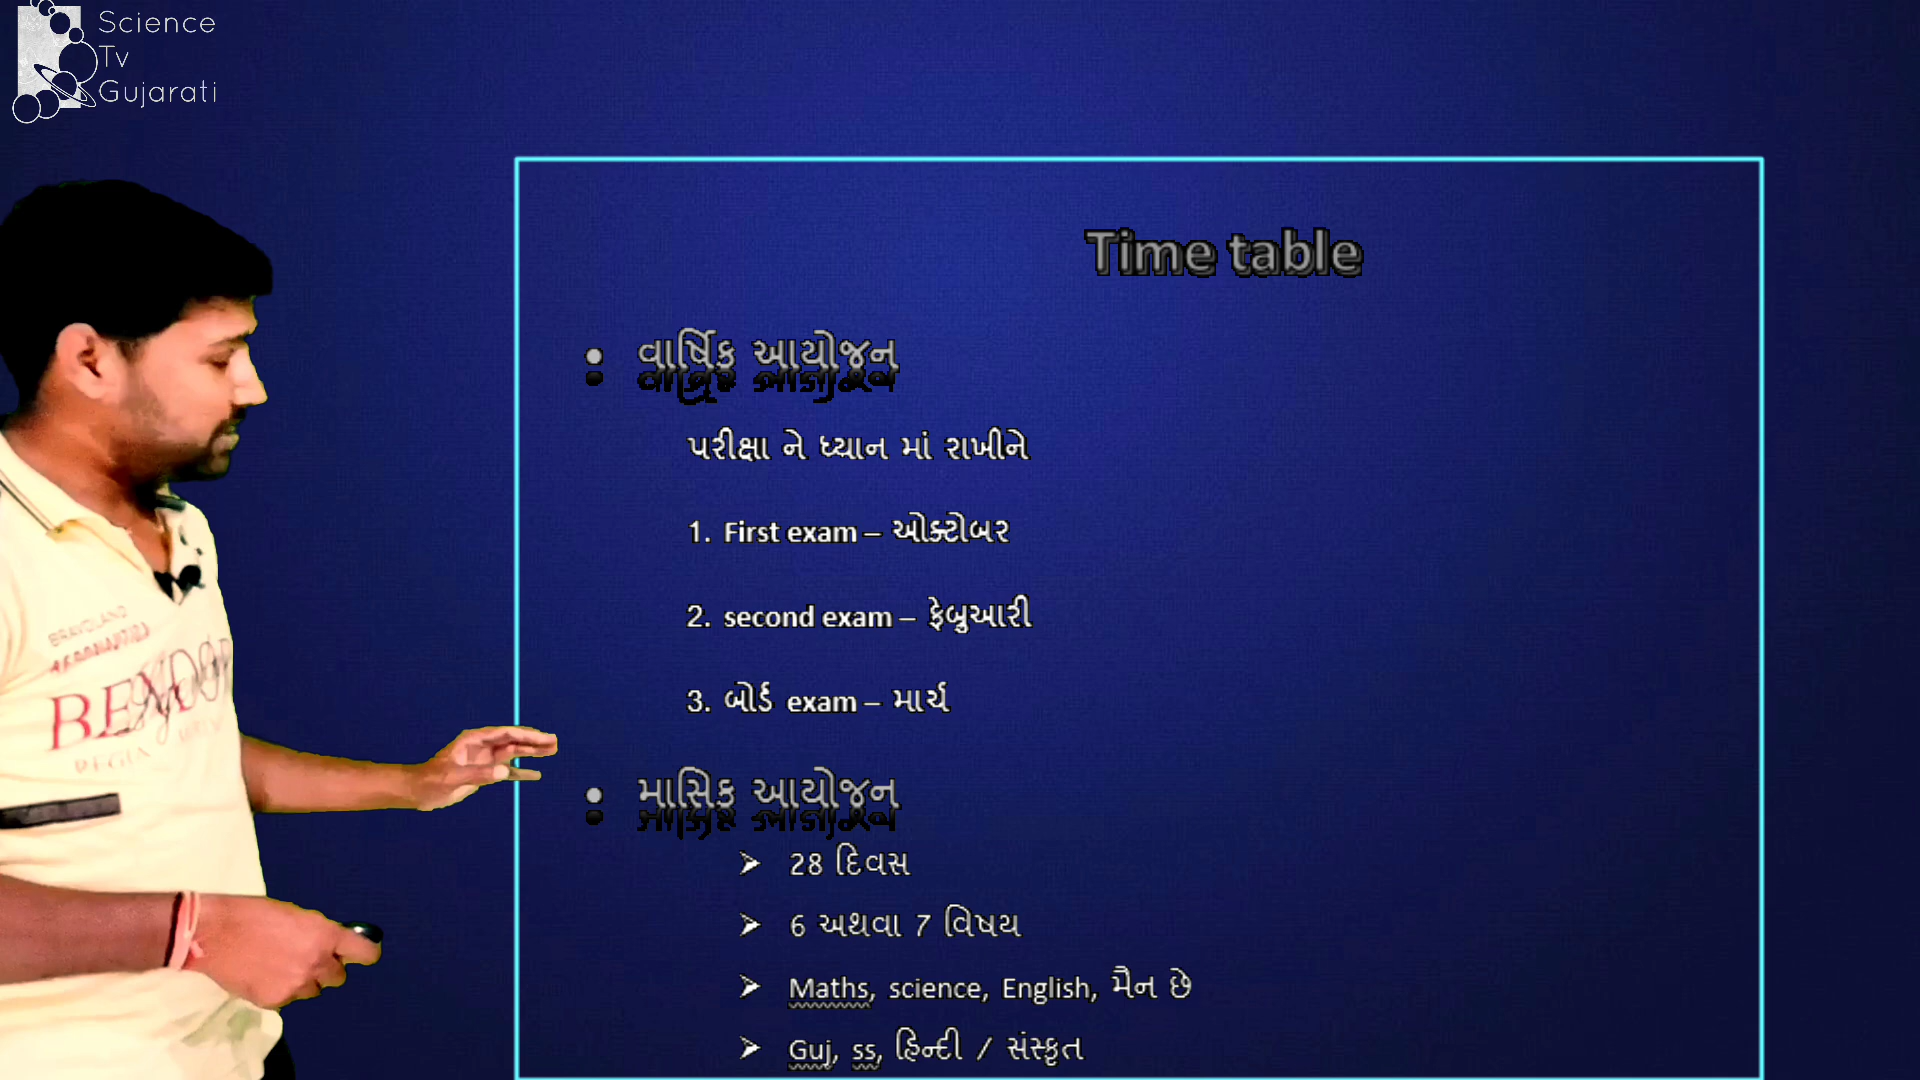 Science
Tv
Gujarati
Time table
• વાર્ષિક આયોજન
પરીક્ષા ને ધ્યાન માં રાખીને
1. First exam – ઓક્ટોબર
2. second exam – ફેબ્રુઆરી
3. બોર્ડ exam – માર્ચ
• માસિક આયોજન
➢ 28 દિવસ
➢ 6 અથવા 7 વિષય
➢ Maths, science, English, મૈન છે
➢ Guj, ss, હિન્દી / સંસ્કૃત